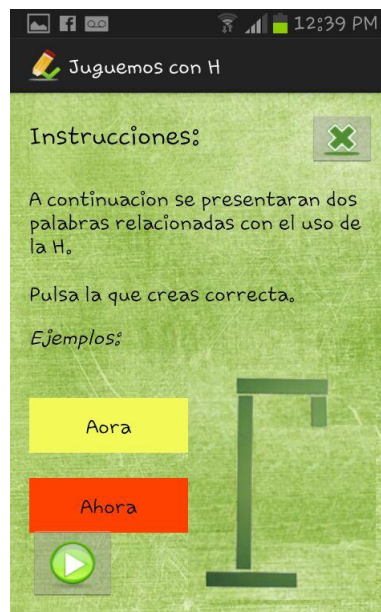 12:39 PM
Juguemos con H
Instrucciones:
A continuacion se presentaran dos
palabras relacionadas con el uso de
la H.
Pulsa la que creas correcta.
Ejemplos:
Aora
Ahora